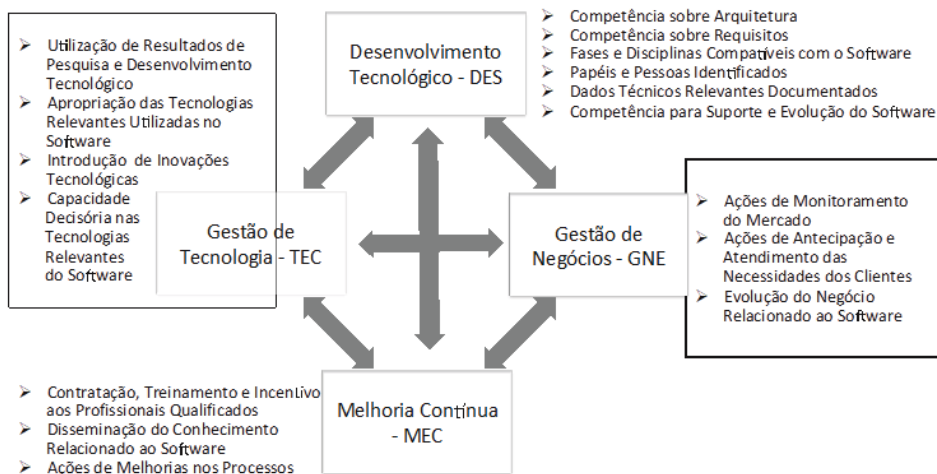 ➢ Utilização de Resultados de
Pesquisa e Desenvolvimento
Tecnológico
➢ Apropriação das Tecnologias
Relevantes Utilizadas no
Software
➢ Introdução de Inovações
Tecnológicas
➢ Capacidade
Decisória nas
Tecnologias
Relevantes
do Software
Desenvolvimento
Tecnológico - DES
➢ Competência sobre Arquitetura
➢ Competência sobre Requisitos
➢ Fases e Disciplinas Compatíveis com o Software
➢ Papéis e Pessoas Identificados
➢ Dados Técnicos Relevantes Documentados
➢ Competência para Suporte e Evolução do Software
Gestão de
Tecnologia - TEC
Gestão de
Negócios - GNE
➢ Ações de Monitoramento
do Mercado
➢ Ações de Antecipação e
Atendimento das
Necessidades dos Clientes
➢ Evolução do Negócio
Relacionado ao Software
➢ Contratação, Treinamento e Incentivo
aos Profissionais Qualificados
➢ Disseminação do Conhecimento
Relacionado ao Software
➢ Ações de Melhorias nos Processos
Melhoria Contínua
- MEC